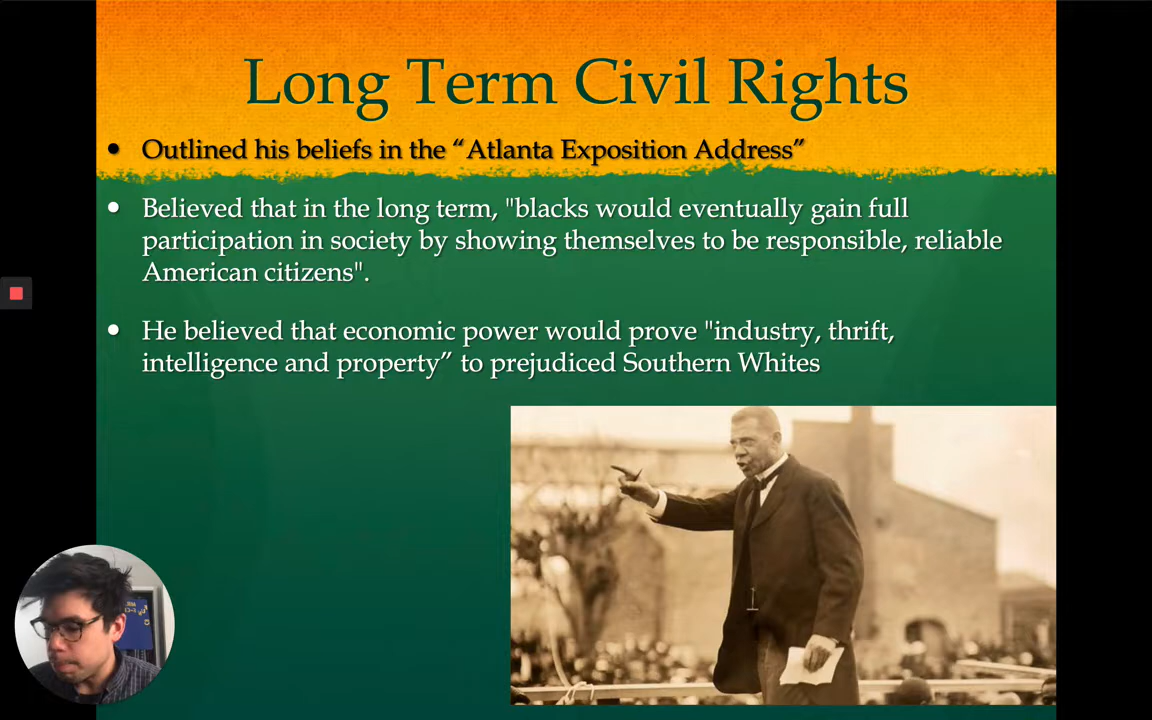 Long Term Civil Rights
• Outlined his beliefs in the “Atlanta Exposition Address”
• Believed that in the long term, "blacks would eventually gain full
participation in society by showing themselves to be responsible, reliable
American citizens".
• He believed that economic power would prove "industry, thrift,
intelligence and property” to prejudiced Southern Whites